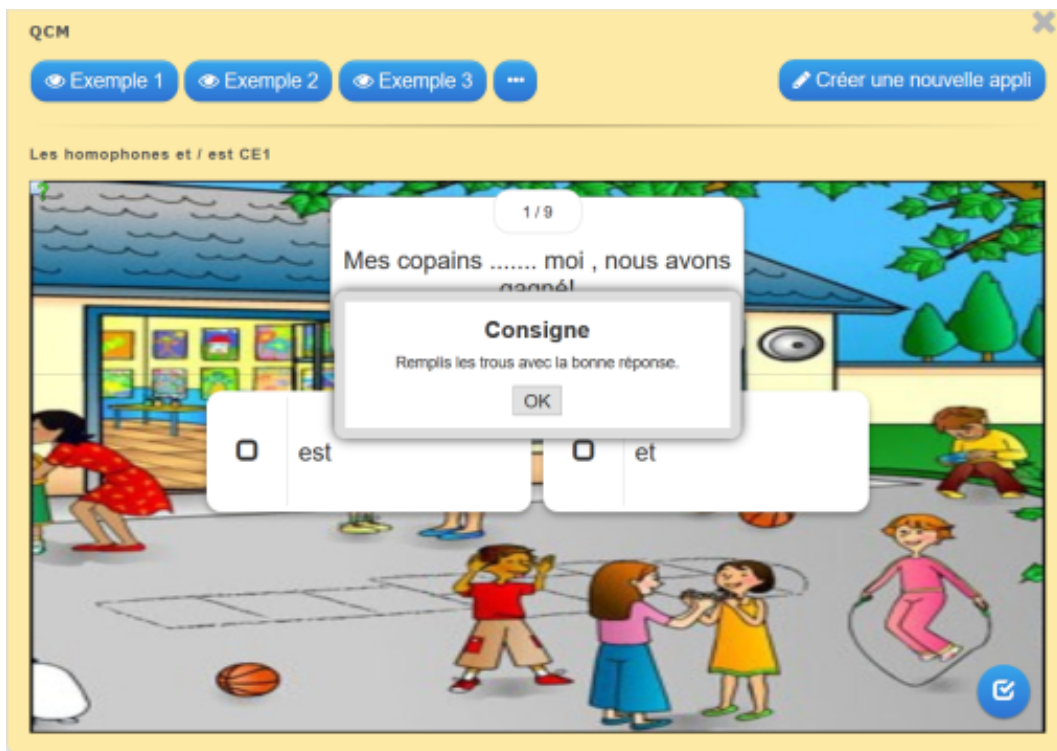 QCM
Exemple 1 Exemple 2 Exemple 3 ... Créer une nouvelle appli
Les homophones et / est CE1
?
1 / 9
Mes copains ....... moi , nous avons
gagné!
Consigne
Remplis les trous avec la bonne réponse.
OK
est
et